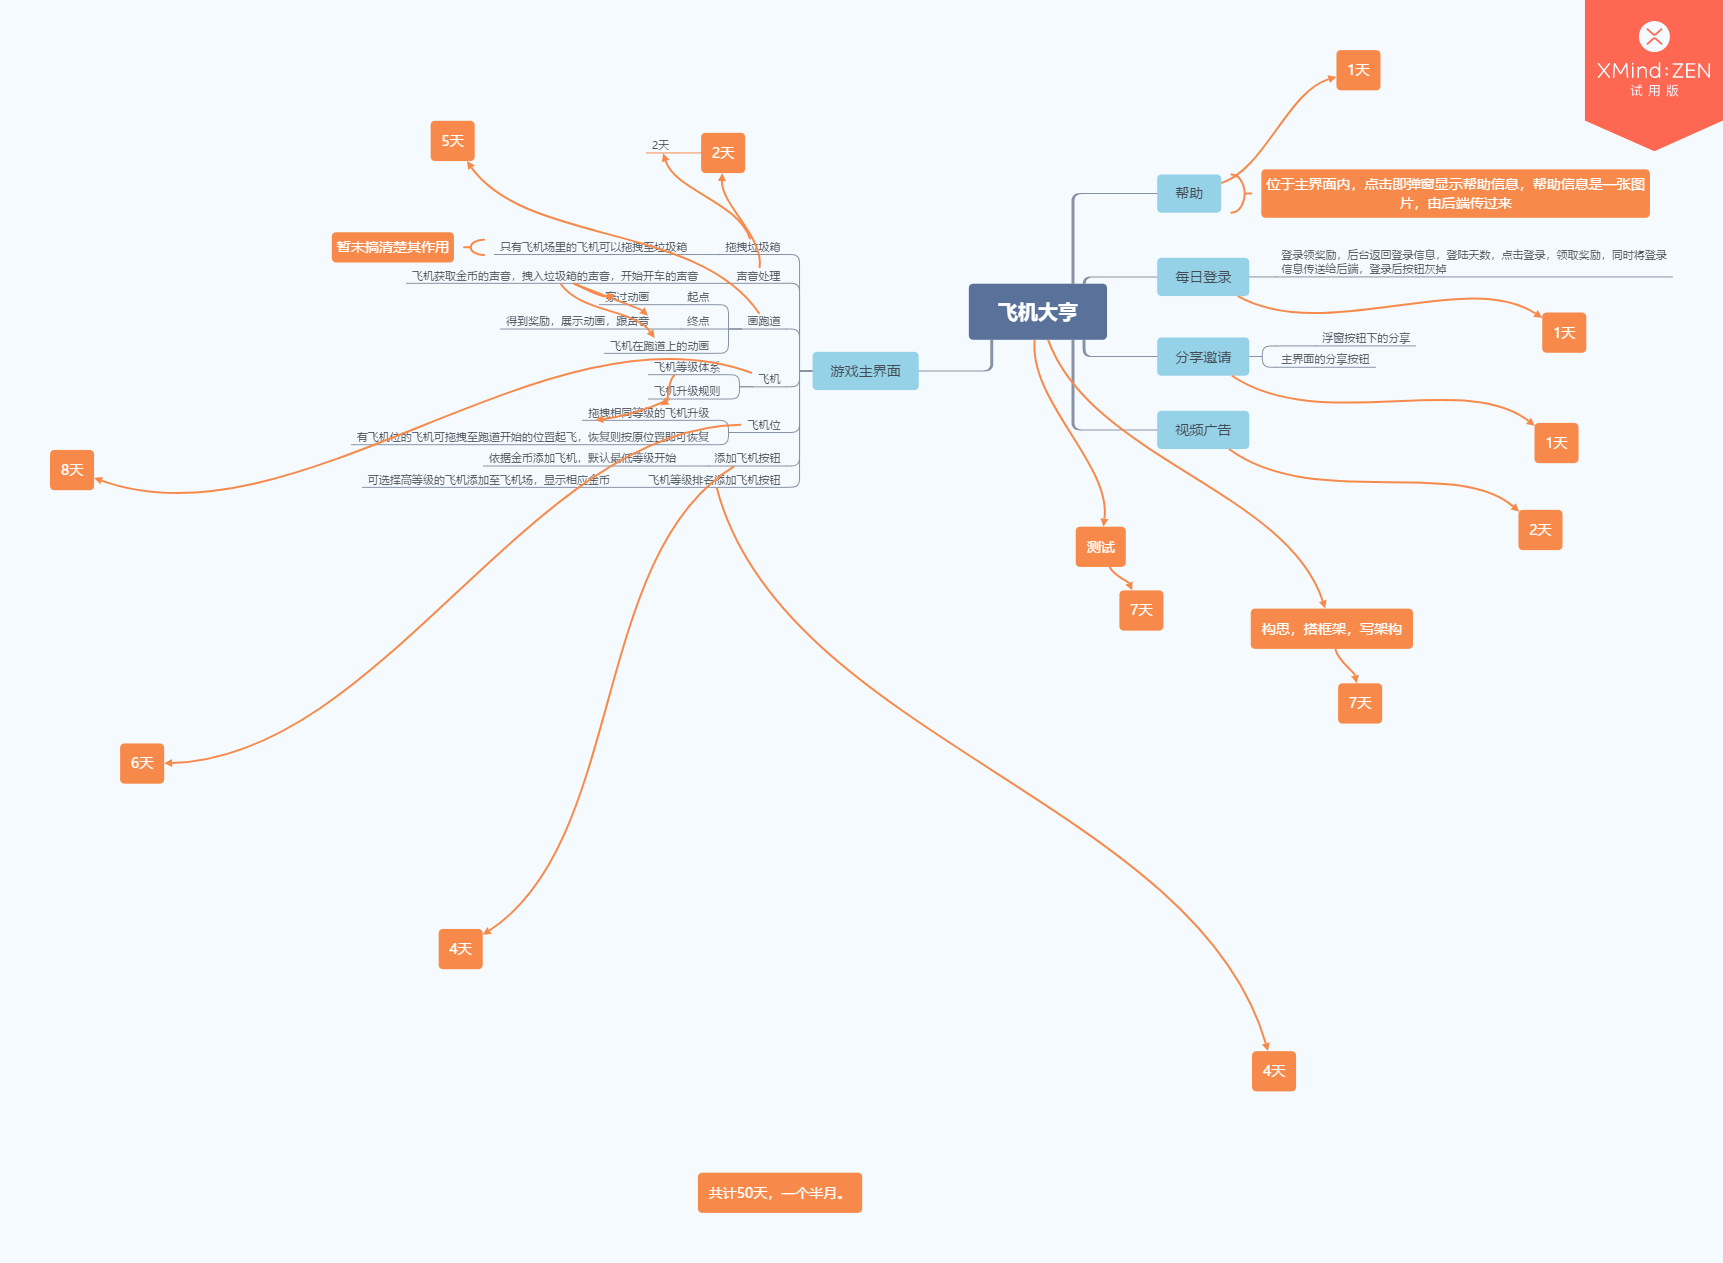 XMind:ZEN
试用版
1天
5天
2天
2天
帮助
位于主界面内，点击即弹窗显示帮助信息，帮助信息是一张图
片，由后端传过来
暂未搞清楚其作用
只有飞机场里的飞机可以拖拽至垃圾箱
拖拽垃圾箱
飞机获取金币的声音，拽入垃圾箱的声音，开始开车的声音
声音处理
穿过动画
起点
得到奖励，展示动画，跟声音
终点
画跑道
飞机在跑道上的动画
飞机等级体系
飞机
飞机升级规则
拖拽相同等级的飞机升级
飞机位
有飞机位的飞机可拖拽至跑道开始的位置起飞，恢复则按原位置即可恢复
依据金币添加飞机，默认最低等级开始
添加飞机按钮
可选择高等级的飞机添加至飞机场，显示相应金币
飞机等级排名添加飞机按钮
游戏主界面
飞机大亨
每日登录
登录领奖励，后台返回登录信息，登陆天数，点击登录，领取奖励，同时将登录
信息传送给后端，登录后按钮灰掉
1天
分享邀请
浮窗按钮下的分享
主界面的分享按钮
1天
视频广告
2天
8天
测试
7天
构思，搭框架，写架构
7天
6天
4天
4天
共计50天，一个半月。